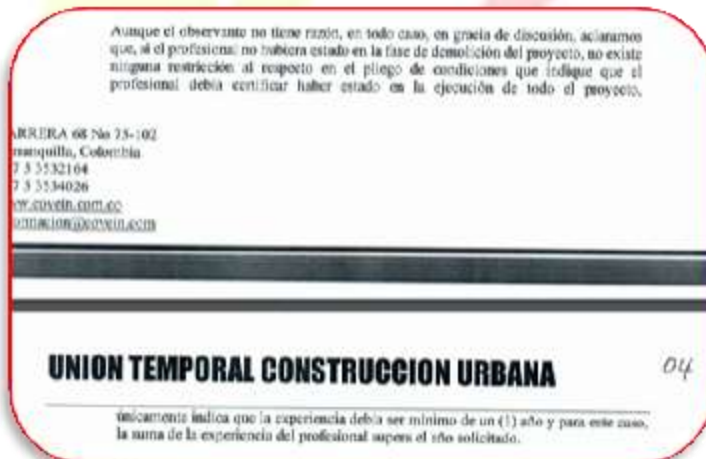 Aunque el observante no tiene razón, en todo caso, en gracia de discusión, aclaramos
que, si el profesional no hubiera estado en la fase de demolición del proyecto, no existe
ninguna restricción al respecto en el pliego de condiciones que indique que el
profesional debía certificar haber estado en la ejecución de todo el proyecto,
ARRERA 68 No 75-102
rranquilla, Colombia
7 5 3532164
7 5 3534026
ww.covein.com.co
ormacion@covein.com
UNION TEMPORAL CONSTRUCCION URBANA
04
únicamente indica que la experiencia debía ser mínimo de un (1) año y para este caso,
la suma de la experiencia del profesional supera el año solicitado.